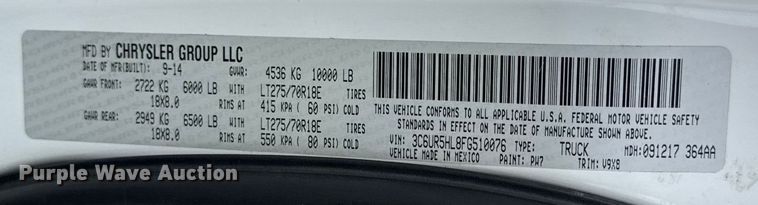 MFD BY CHRYSLER GROUP LLC
DATE OF MFR(BUILT): 9-14 GVWR: 4536 KG 10000 LB
GAWR FRONT: 2722 KG 6000 LB WITH LT275/70R18E TIRES
18X8.0 RIMS AT 415 KPA ( 60 PSI) COLD
GAWR REAR: 2949 KG 6500 LB WITH LT275/70R18E TIRES
18X8.0 RIMS AT 550 KPA ( 80 PSI) COLD
THIS VEHICLE CONFORMS TO ALL APPLICABLE U.S.A. FEDERAL MOTOR VEHICLE SAFETY
STANDARDS IN EFFECT ON THE DATE OF MANUFACTURE SHOWN ABOVE.
VIN: 3C6UR5HL8FG510076 TYPE: TRUCK MDH: 091217 364AA
VEHICLE MADE IN MEXICO PAINT: PW7 TRIM: V9X8
Purple Wave Auction